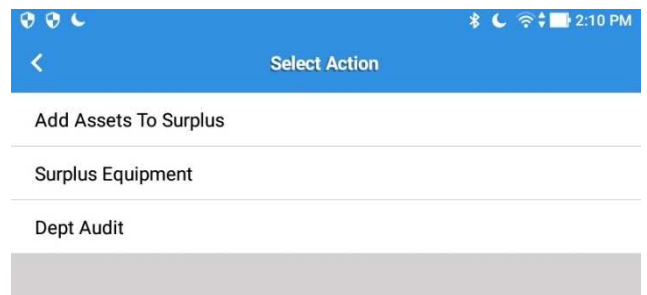 2:10 PM
Select Action
Add Assets To Surplus
Surplus Equipment
Dept Audit